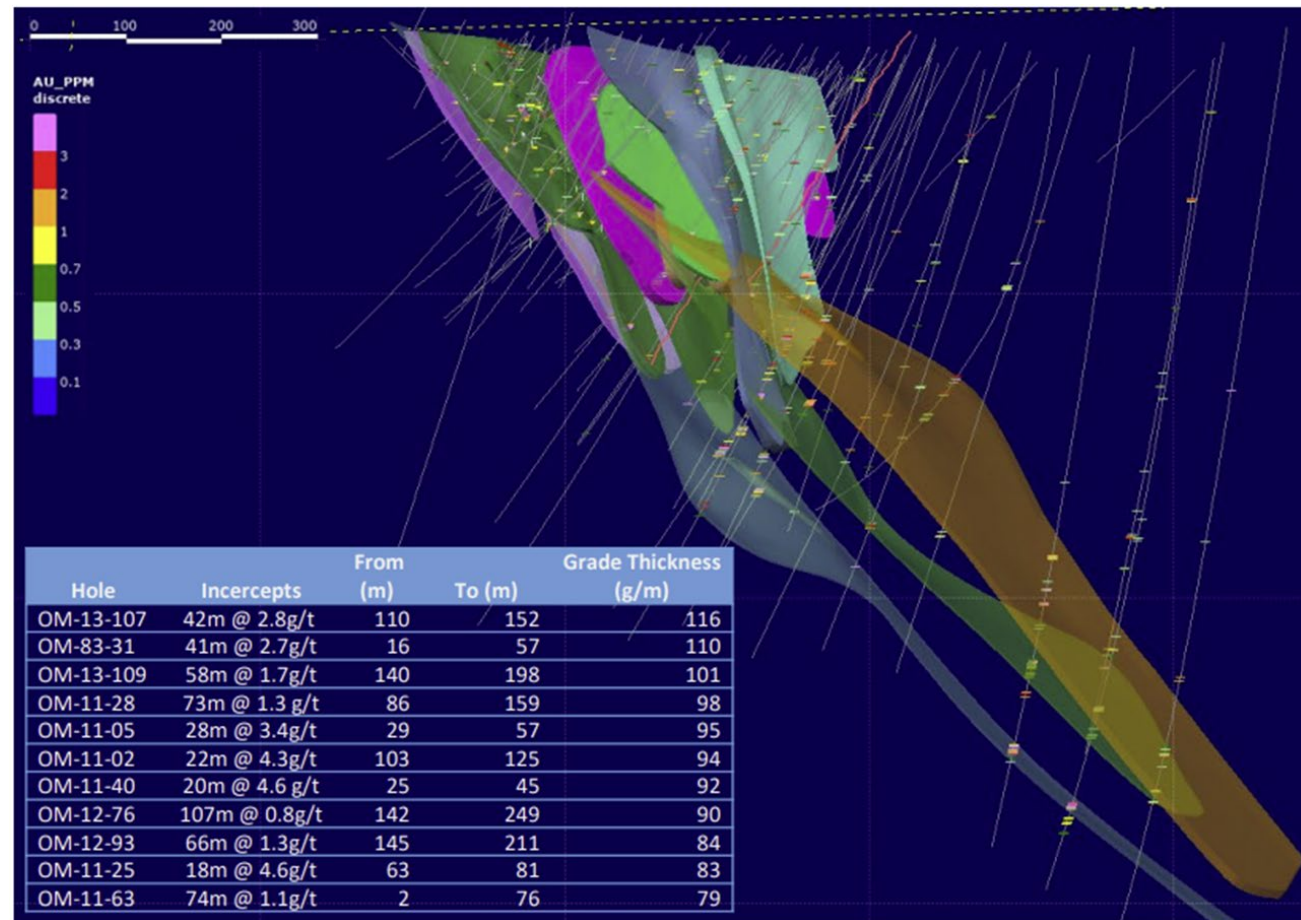 0 100 200 300
AU_PPM
discrete
3
2
1
0.7
0.5
0.3
0.1
From Grade Thickness
Hole Incercepts (m) To (m) (g/m)
OM-13-107 42m @ 2.8g/t 110 152 116
OM-83-31 41m @ 2.7g/t 16 57 110
OM-13-109 58m @ 1.7g/t 140 198 101
OM-11-28 73m @ 1.3 g/t 86 159 98
OM-11-05 28m @ 3.4g/t 29 57 95
OM-11-02 22m @ 4.3g/t 103 125 94
OM-11-40 20m @ 4.6 g/t 25 45 92
OM-12-76 107m @ 0.8g/t 142 249 90
OM-12-93 66m @ 1.3g/t 145 211 84
OM-11-25 18m @ 4.6g/t 63 81 83
OM-11-63 74m @ 1.1g/t 2 76 79